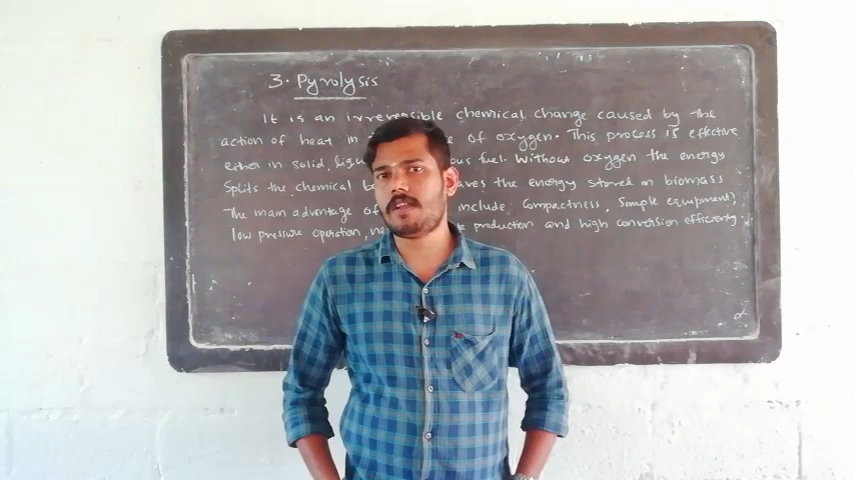 3. Pyrolysis
It is an irreversible chemical change caused by the
action of heat in of oxygen. This process is effective
either in solid, fuel. Without oxygen the energy
Splits the chemical the energy stored in biomass
The main advantage of include Compactness, Simple equipment,
low pressure operation, production and high conversion efficiency.